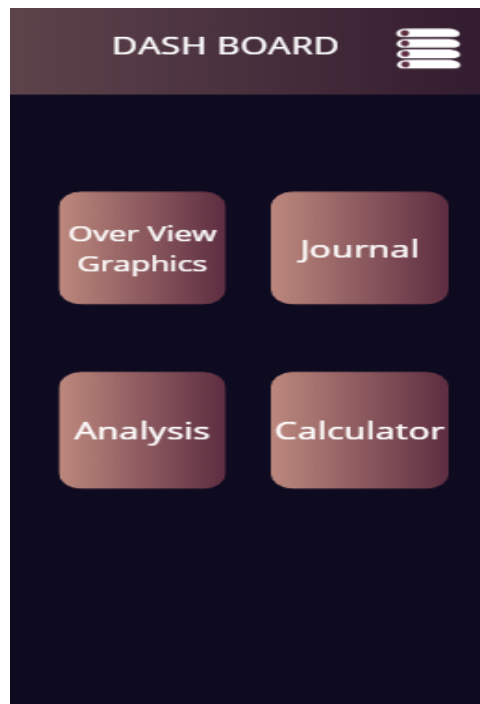 DASH BOARD
Over View
Graphics
Journal
Analysis
Calculator